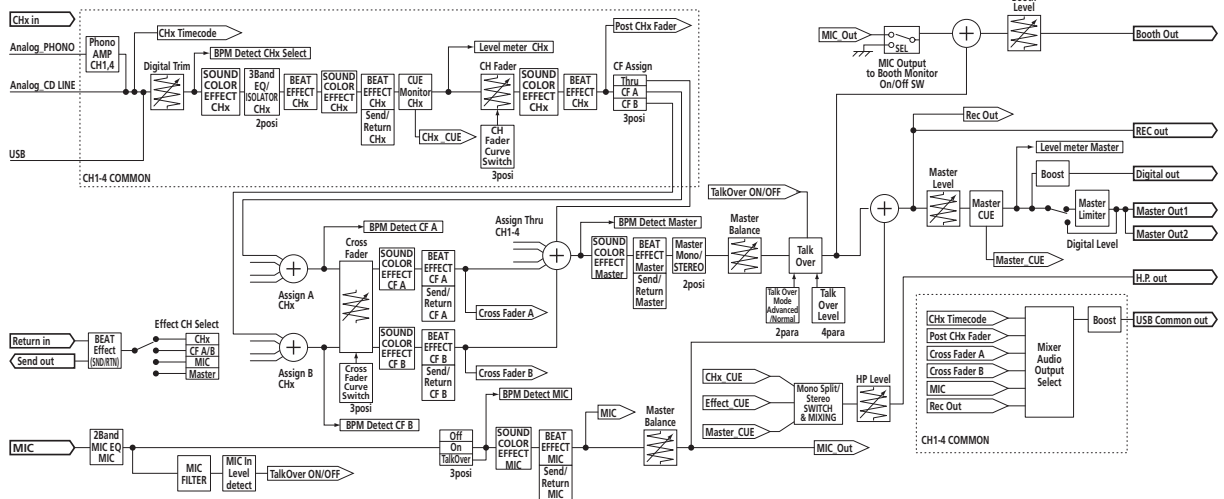 CHx in
Analog_PHONO
Analog_CD LINE
USB
Phono
AMP
CH1,4
CHx Timecode
Digital Trim
BPM Detect CHx Select
SOUND
COLOR
EFFECT
CHx
3Band
EQ/
ISOLATOR
CHx
2posi
BEAT
EFFECT
CHx
SOUND
COLOR
EFFECT
CHx
BEAT
EFFECT
CHx
Send/
Return
CHx
CUE
Monitor
CHx
CHx_CUE
Level meter CHx
CH Fader
CH
Fader
Curve
Switch
3posi
SOUND
COLOR
EFFECT
CHx
BEAT
EFFECT
CHx
Post CHx Fader
CF Assign
Thru
CF A
CF B
3posi
CH1-4 COMMON
MIC_Out
SEL
MIC Output
to Booth Monitor
On/Off SW
Level
Booth Out
Rec Out
REC out
Level meter Master
Master
Level
Master
CUE
Master_CUE
Boost
Digital out
Master
Limiter
Digital Level
Master Out1
Master Out2
H.P. out
BPM Detect CF A
Assign A
CHx
Cross
Fader
SOUND
COLOR
EFFECT
CF A
BEAT
EFFECT
CF A
Send/
Return
CF A
Cross Fader A
Assign Thru
CH1-4
BPM Detect Master
SOUND
COLOR
EFFECT
Master
BEAT
EFFECT
Master
Send/
Return
Master
Master
Mono/
STEREO
2posi
Master
Balance
TalkOver ON/OFF
Talk
Over
Talk Over
Mode
Advanced
/Normal
2para
Talk
Over
Level
4para
Return in
Send out
BEAT
Effect
(SND/RTN)
Effect CH Select
CHx
CF A/B
MIC
Master
Assign B
CHx
Cross
Fader
Curve
Switch
3posi
BPM Detect CF B
SOUND
COLOR
EFFECT
CF B
BEAT
EFFECT
CF B
Send/
Return
CF B
Cross Fader B
CHx_CUE
Effect_CUE
Master_CUE
Mono Split/
Stereo
SWITCH
& MIXING
HP Level
CHx Timecode
Post CHx Fader
Cross Fader A
Cross Fader B
MIC
Rec Out
Mixer
Audio
Output
Select
Boost
USB Common out
CH1-4 COMMON
MIC
2Band
MIC EQ
MIC
MIC
FILTER
MIC In
Level
detect
TalkOver ON/OFF
Off
On
TalkOver
3posi
BPM Detect MIC
SOUND
COLOR
EFFECT
MIC
BEAT
EFFECT
MIC
Send/
Return
MIC
MIC
Master
Balance
MIC_Out